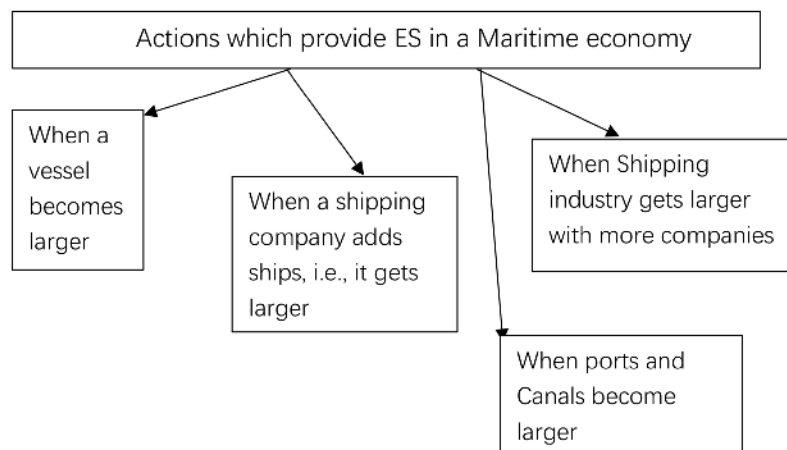 Actions which provide ES in a Maritime economy
When a
vessel
becomes
larger
When a shipping
company adds
ships, i.e., it gets
larger
When Shipping
industry gets larger
with more companies
When ports and
Canals become
larger